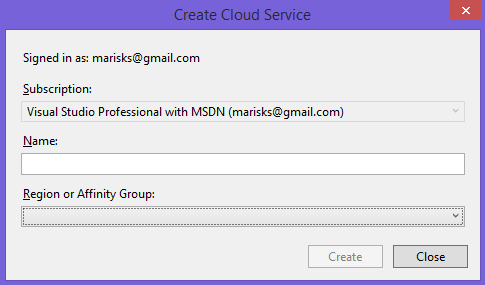 Create Cloud Service
Signed in as: marisks@gmail.com
Subscription:
Visual Studio Professional with MSDN (marisks@gmail.com)
Name:
Region or Affinity Group:
Create
Close